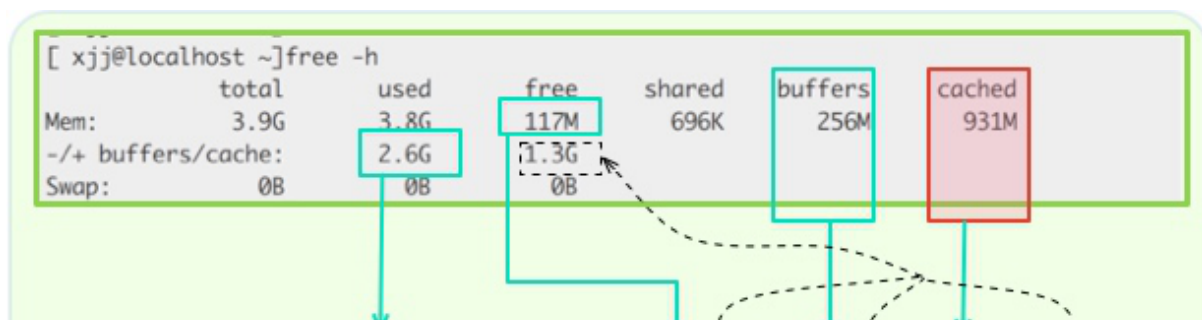 [ xjj@localhost ~]free -h
total used free shared buffers cached
Mem: 3.9G 3.8G 117M 696K 256M 931M
-/+ buffers/cache: 2.6G 1.3G
Swap: 0B 0B 0B